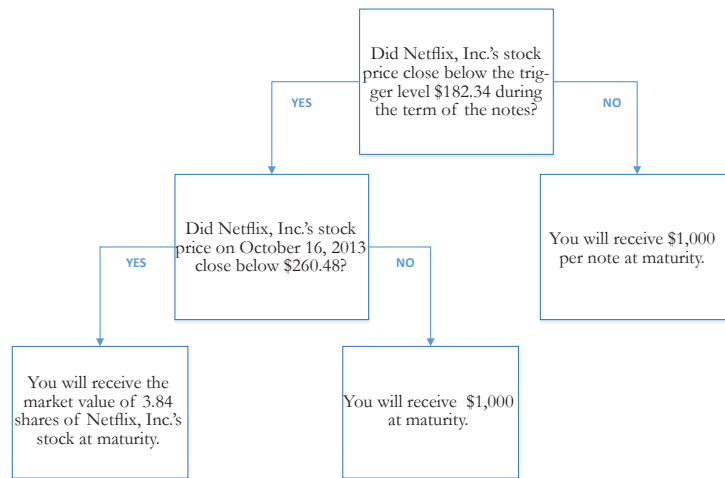 Did Netflix, Inc.'s stock
price close below the trig-
ger level $182.34 during
the term of the notes?
YES
NO
Did Netflix, Inc.'s stock
price on October 16, 2013
close below $260.48?
You will receive $1,000
per note at maturity.
YES
NO
You will receive the
market value of 3.84
shares of Netflix, Inc.'s
stock at maturity.
You will receive $1,000
at maturity.